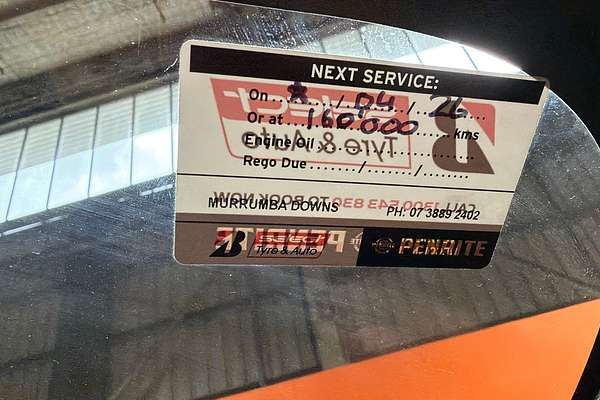 NEXT SERVICE:
On * / 04 / 26
Or at 160.000 kms
Engine Oil
Rego Due / /
MURRUMBA DOWNS PH: 07 3889 2402
Tyre & Auto PENRITE